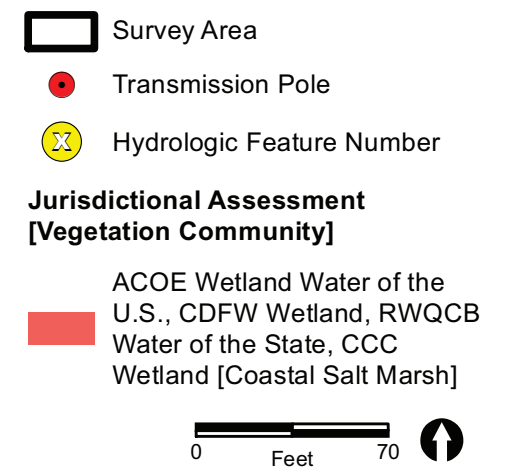 Survey Area
Transmission Pole
X
Hydrologic Feature Number
Jurisdictional Assessment
[Vegetation Community]
ACOE Wetland Water of the
U.S., CDFW Wetland, RWQCB
Water of the State, CCC
Wetland [Coastal Salt Marsh]
0 70
Feet